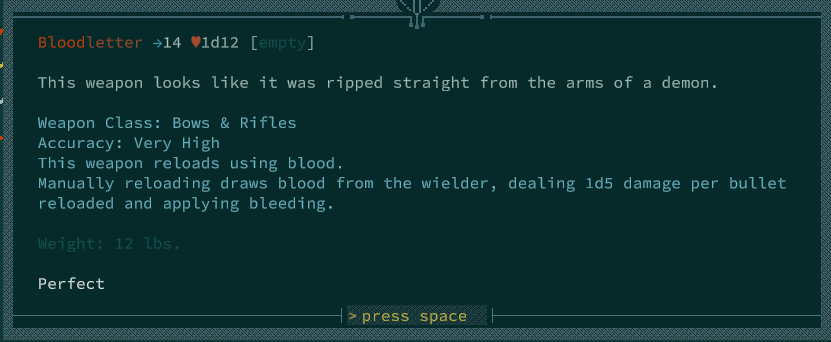 Bloodletter →14 ♥1d12 [empty]
This weapon looks like it was ripped straight from the arms of a demon.
Weapon Class: Bows & Rifles
Accuracy: Very High
This weapon reloads using blood.
Manually reloading draws blood from the wielder, dealing 1d5 damage per bullet
reloaded and applying bleeding.
Weight: 12 lbs.
Perfect
> press space